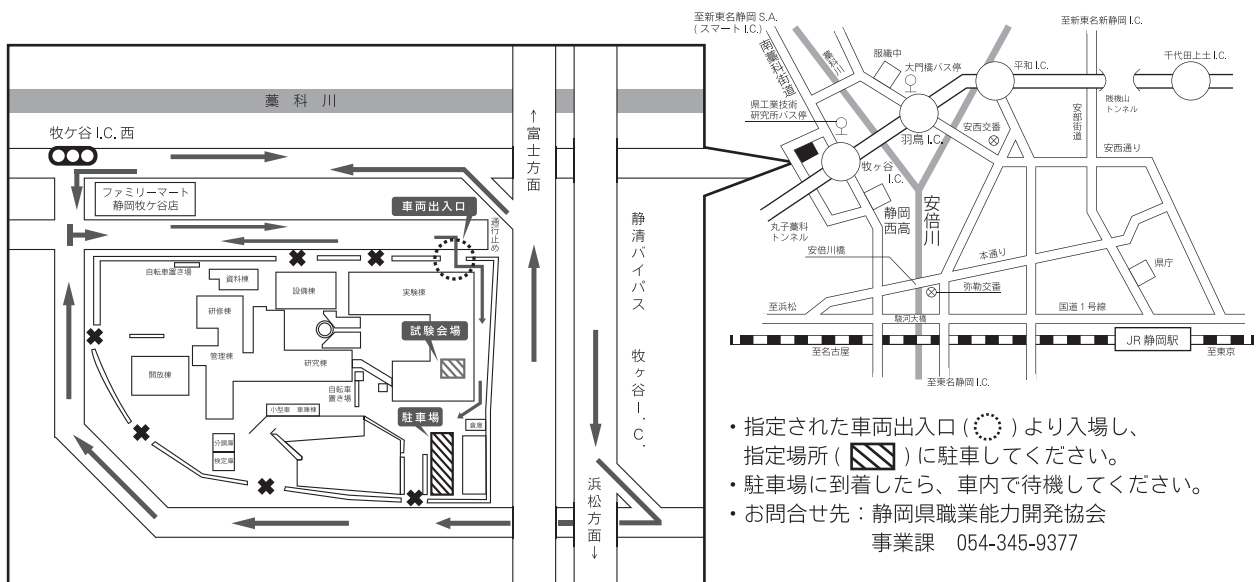 藁科川
牧ケ谷 I.C. 西
ファミリーマート
静岡牧ケ谷店
車両出入口
通行止め
←富士方面
静清バイパス 牧ヶ谷I.C.
浜松方面→
自転車置き場
資料棟
設備棟
実験棟
研修棟
試験会場
管理棟
研究棟
開放棟
自転車
置き場
小型車 車庫棟
駐車場
倉庫
分銅庫
検定庫
至新東名静岡 S.A.
(スマート I.C.)
至新東名新静岡 I.C.
南藁科街道
藁科川
服織中
大門橋バス停
平和 I.C.
千代田上土 I.C.
県工業技術
研究所バス停
賎機山
トンネル
安部街道
羽鳥 I.C.
安西交番
安西通り
牧ヶ谷
I.C.
静岡
西高
安倍川
丸子藁科
トンネル
安倍川橋
本通り
県庁
至浜松
弥勒交番
国道1号線
駿河大橋
JR 静岡駅
至名古屋
至東京
至東名静岡 I.C.
・指定された車両出入口 ( ) より入場し、
指定場所 ( ) に駐車してください。
・駐車場に到着したら、車内で待機してください。
・お問合せ先：静岡県職業能力開発協会
事業課 054-345-9377